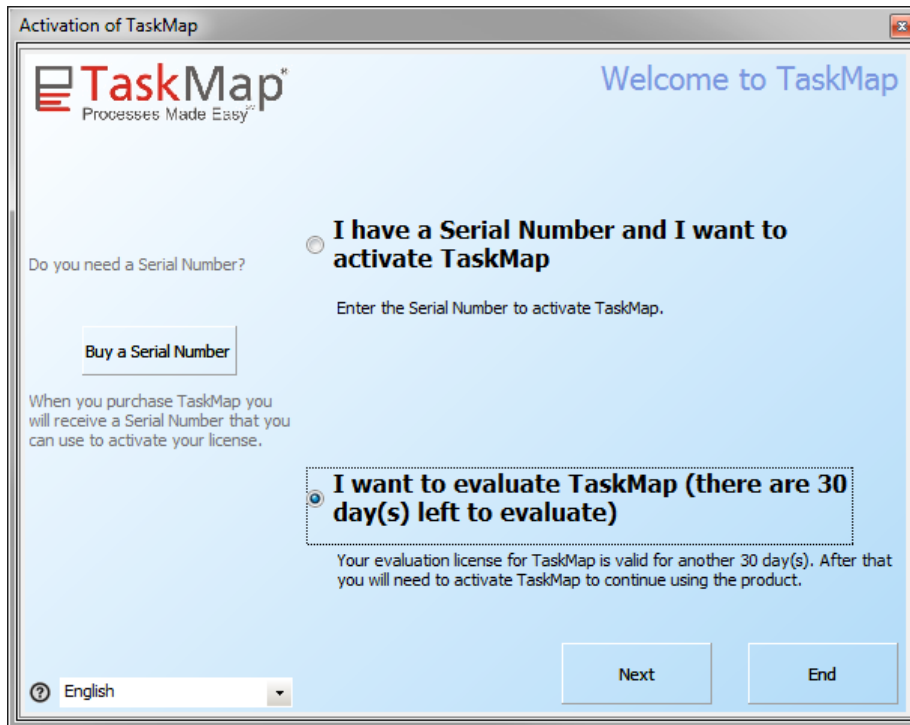 Activation of TaskMap
TaskMap®
Processes Made Easy™
Welcome to TaskMap
I have a Serial Number and I want to
activate TaskMap
Do you need a Serial Number?
Enter the Serial Number to activate TaskMap.
Buy a Serial Number
When you purchase TaskMap you
will receive a Serial Number that you
can use to activate your license.
I want to evaluate TaskMap (there are 30
day(s) left to evaluate)
Your evaluation license for TaskMap is valid for another 30 day(s). After that
you will need to activate TaskMap to continue using the product.
Next
End
English